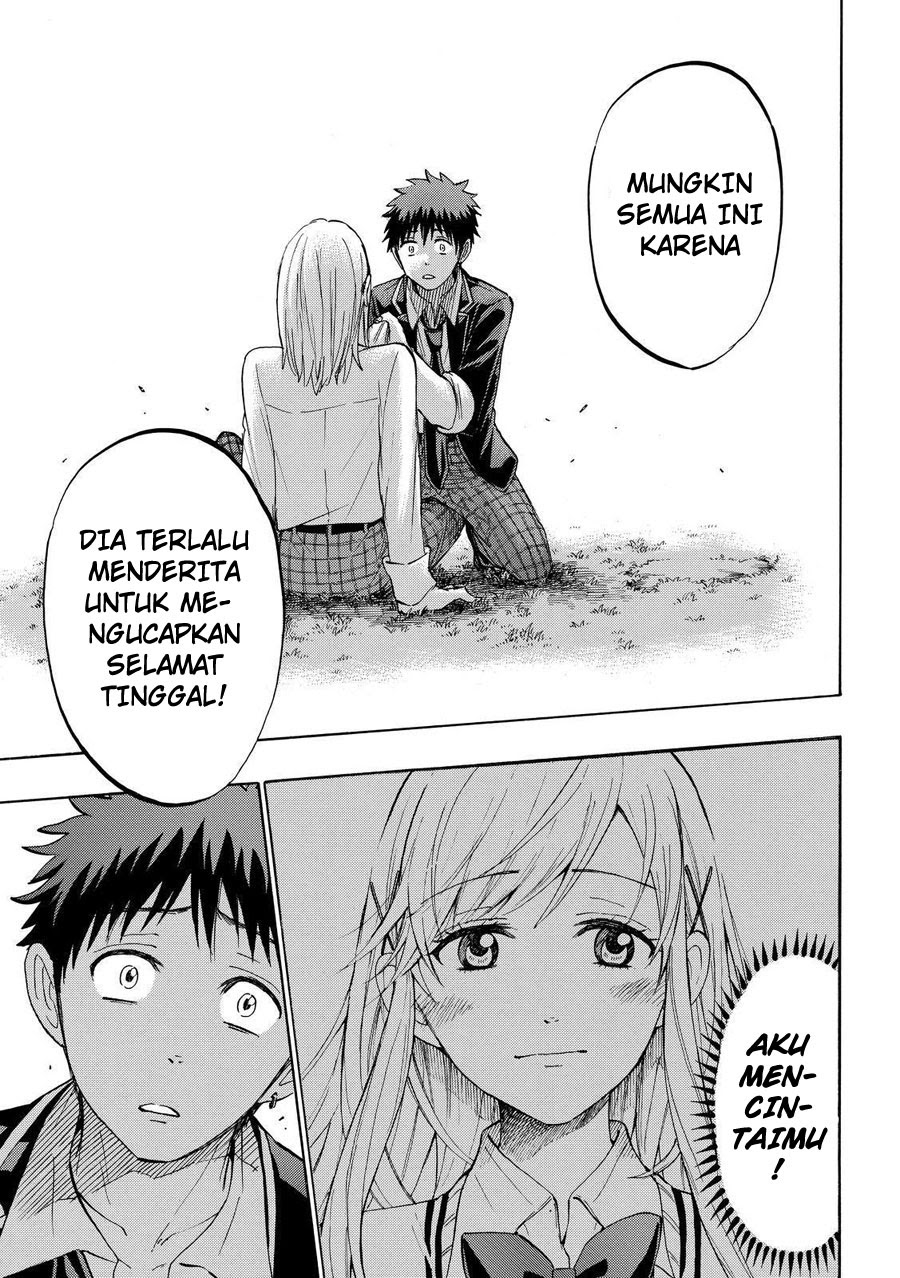 MUNGKIN
SEMUA INI
KARENA
DIA TERLALU
MENDERITA
UNTUK ME-
NGUCAPKAN
SELAMAT
TINGGAL!
AKU
MEN-
CIN-
TAIMU
!